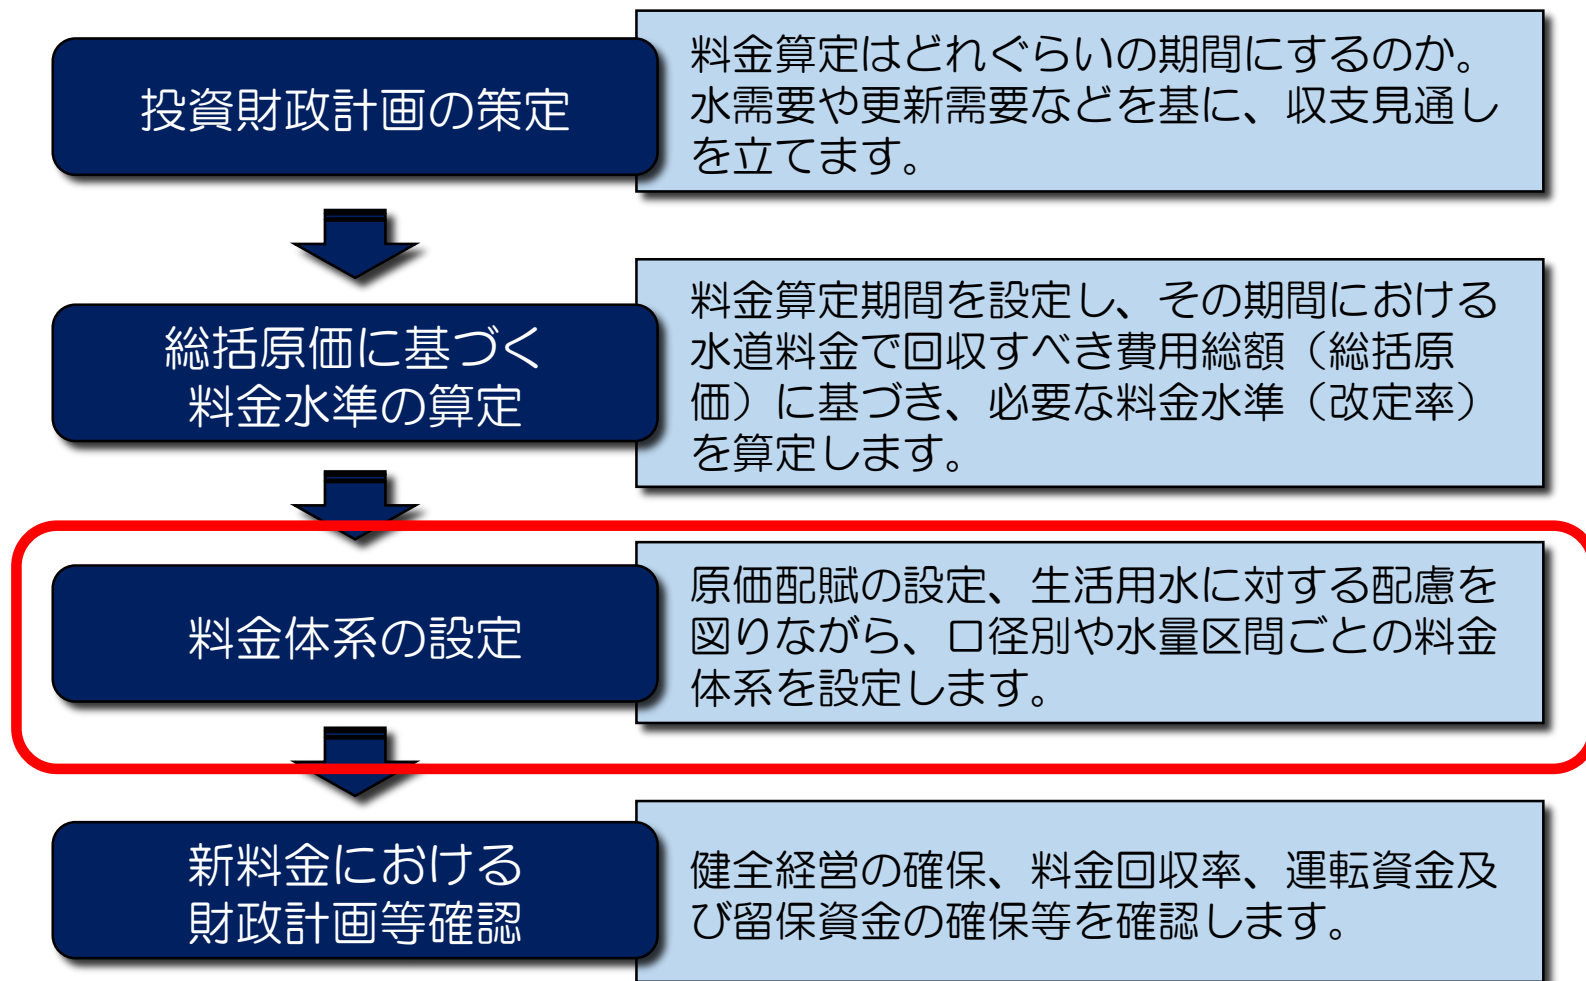 投資財政計画の策定
料金算定はどれぐらいの期間にするのか。
水需要や更新需要などを基に、収支見通し
を立てます。
総括原価に基づく
料金水準の算定
料金算定期間を設定し、その期間における
水道料金で回収すべき費用総額（総括原
価）に基づき、必要な料金水準（改定率）
を算定します。
料金体系の設定
原価配賦の設定、生活用水に対する配慮を
図りながら、口径別や水量区間ごとの料金
体系を設定します。
新料金における
財政計画等確認
健全経営の確保、料金回収率、運転資金及
び留保資金の確保等を確認します。